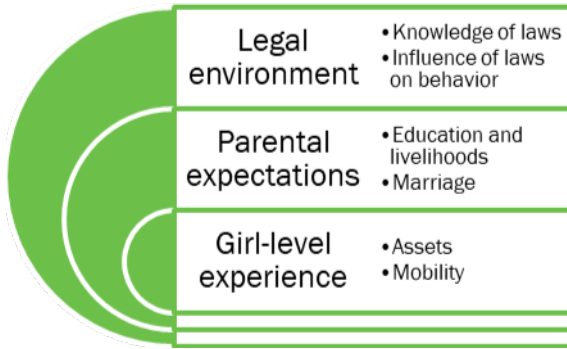 Legal
environment
•Knowledge of laws
•Influence of laws
on behavior
Parental
expectations
•Education and
livelihoods
•Marriage
Girl-level
experience
•Assets
•Mobility